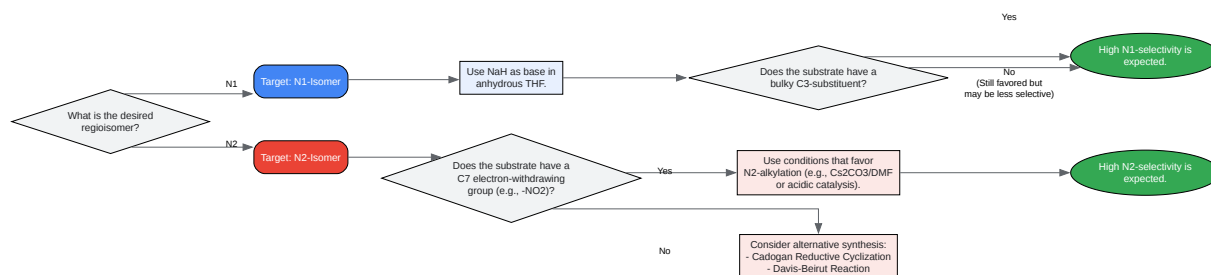 What is the desired
regioisomer?
N1
N2
Target: N1-Isomer
Target: N2-Isomer
Use NaH as base in
anhydrous THF.
Does the substrate have a
bulky C3-substituent?
Yes
No
(Still favored but
may be less selective)
High N1-selectivity is
expected.
Does the substrate have a
C7 electron-withdrawing
group (e.g., -NO2)?
Yes
No
Use conditions that favor
N2-alkylation (e.g., Cs2CO3/DMF
or acidic catalysis).
High N2-selectivity is
expected.
Consider alternative synthesis:
- Cadogan Reductive Cyclization
- Davis-Beirut Reaction